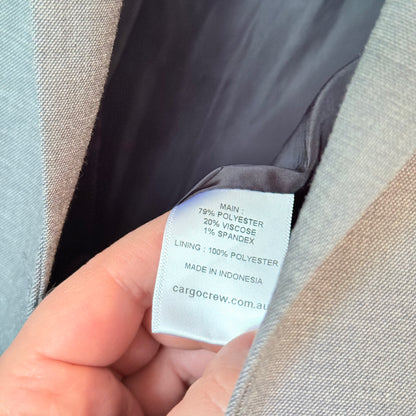 MAIN :
79% POLYESTER
20% VISCOSE
1% SPANDEX
LINING : 100% POLYESTER
MADE IN INDONESIA
cargocrew.com.au